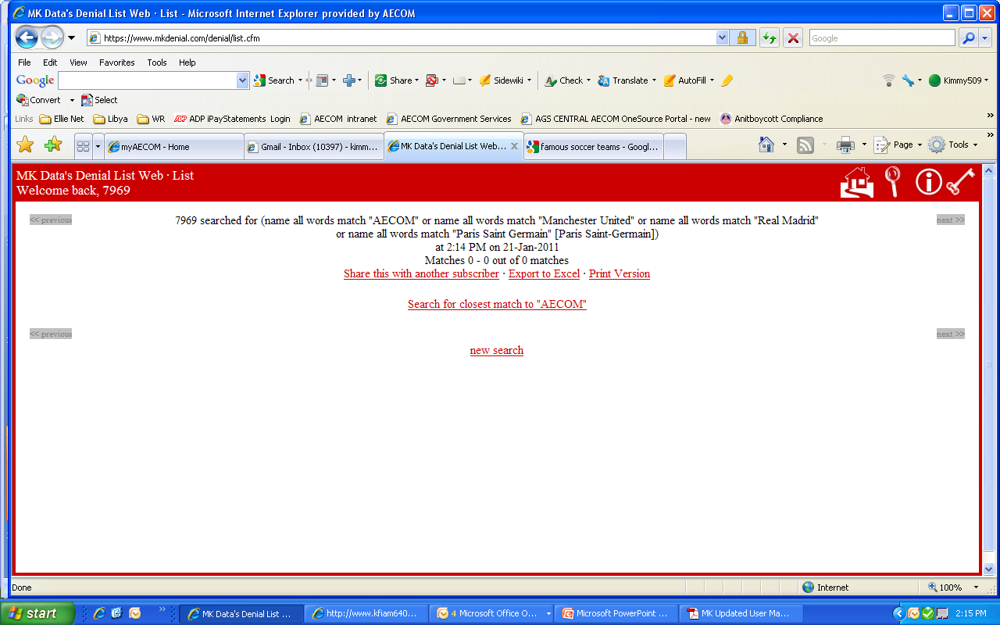 MK Data's Denial List Web · List - Microsoft Internet Explorer provided by AECOM
https://www.mkdenial.com/denial/list.cfm
Google
File Edit View Favorites Tools Help
Google Search Share Sidewiki Check Translate AutoFill Kimmy509
Convert Select
Links Ellie Net Libya WR ADP ADP iPayStatements Login AECOM intranet AECOM Government Services AGS CENTRAL AECOM OneSource Portal - new Anitboycott Compliance »
myAECOM - Home Gmail - Inbox (10397) - kimm... MK Data's Denial List Web... famous soccer teams - Googl... Page Tools »
MK Data's Denial List Web · List
Welcome back, 7969
<< previous 7969 searched for (name all words match "AECOM" or name all words match "Manchester United" or name all words match "Real Madrid" next >>
or name all words match "Paris Saint Germain" [Paris Saint-Germain])
at 2:14 PM on 21-Jan-2011
Matches 0 - 0 out of 0 matches
Share this with another subscriber · Export to Excel · Print Version
Search for closest match to "AECOM"
<< previous next >>
new search
Done Internet 100%
start » MK Data's Denial List ... http://www.kfiam640... 4 Microsoft Office O... Microsoft PowerPoint ... MK Updated User Ma... 2:15 PM